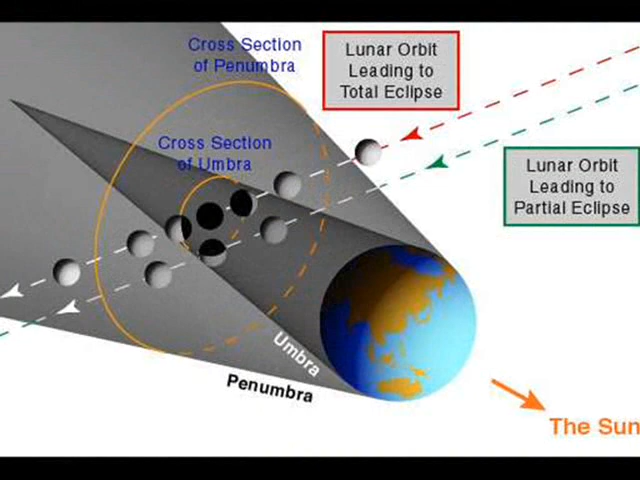 Cross Section
of Penumbra
Lunar Orbit
Leading to
Total Eclipse
Cross Section
of Umbra
Lunar Orbit
Leading to
Partial Eclipse
Umbra
Penumbra
The Sun